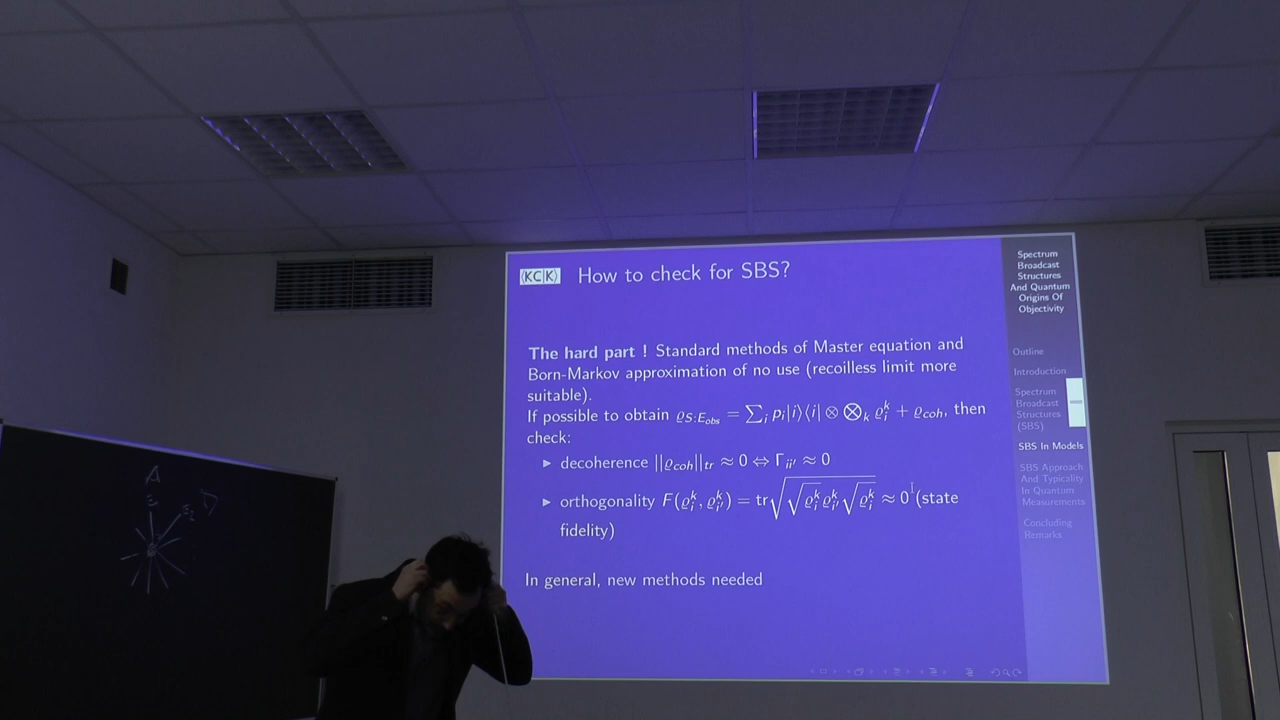 ⟨KC|K⟩ How to check for SBS?
The hard part ! Standard methods of Master equation and
Born-Markov approximation of no use (recoilless limit more
suitable).
If possible to obtain ϱ_{S:E_{obs}} = ∑_i p_i|i⟩⟨i| ⊗ ⨂_k ϱ_i^k + ϱ_{coh}, then
check:
▶ decoherence ||ϱ_{coh}||_{tr} ≈ 0 ⇔ Γ_{ii'} ≈ 0
▶ orthogonality F(ϱ_i^k, ϱ_{i'}^k) = tr√(√ϱ_i^k ϱ_{i'}^k √ϱ_i^k) ≈ 0 (state
fidelity)
In general, new methods needed
Spectrum
Broadcast
Structures
And Quantum
Origins Of
Objectivity
Outline
Introduction
Spectrum
Broadcast
Structures
(SBS)
SBS In Models
SBS Approach
And Typicality
In Quantum
Measurements
Concluding
Remarks
A